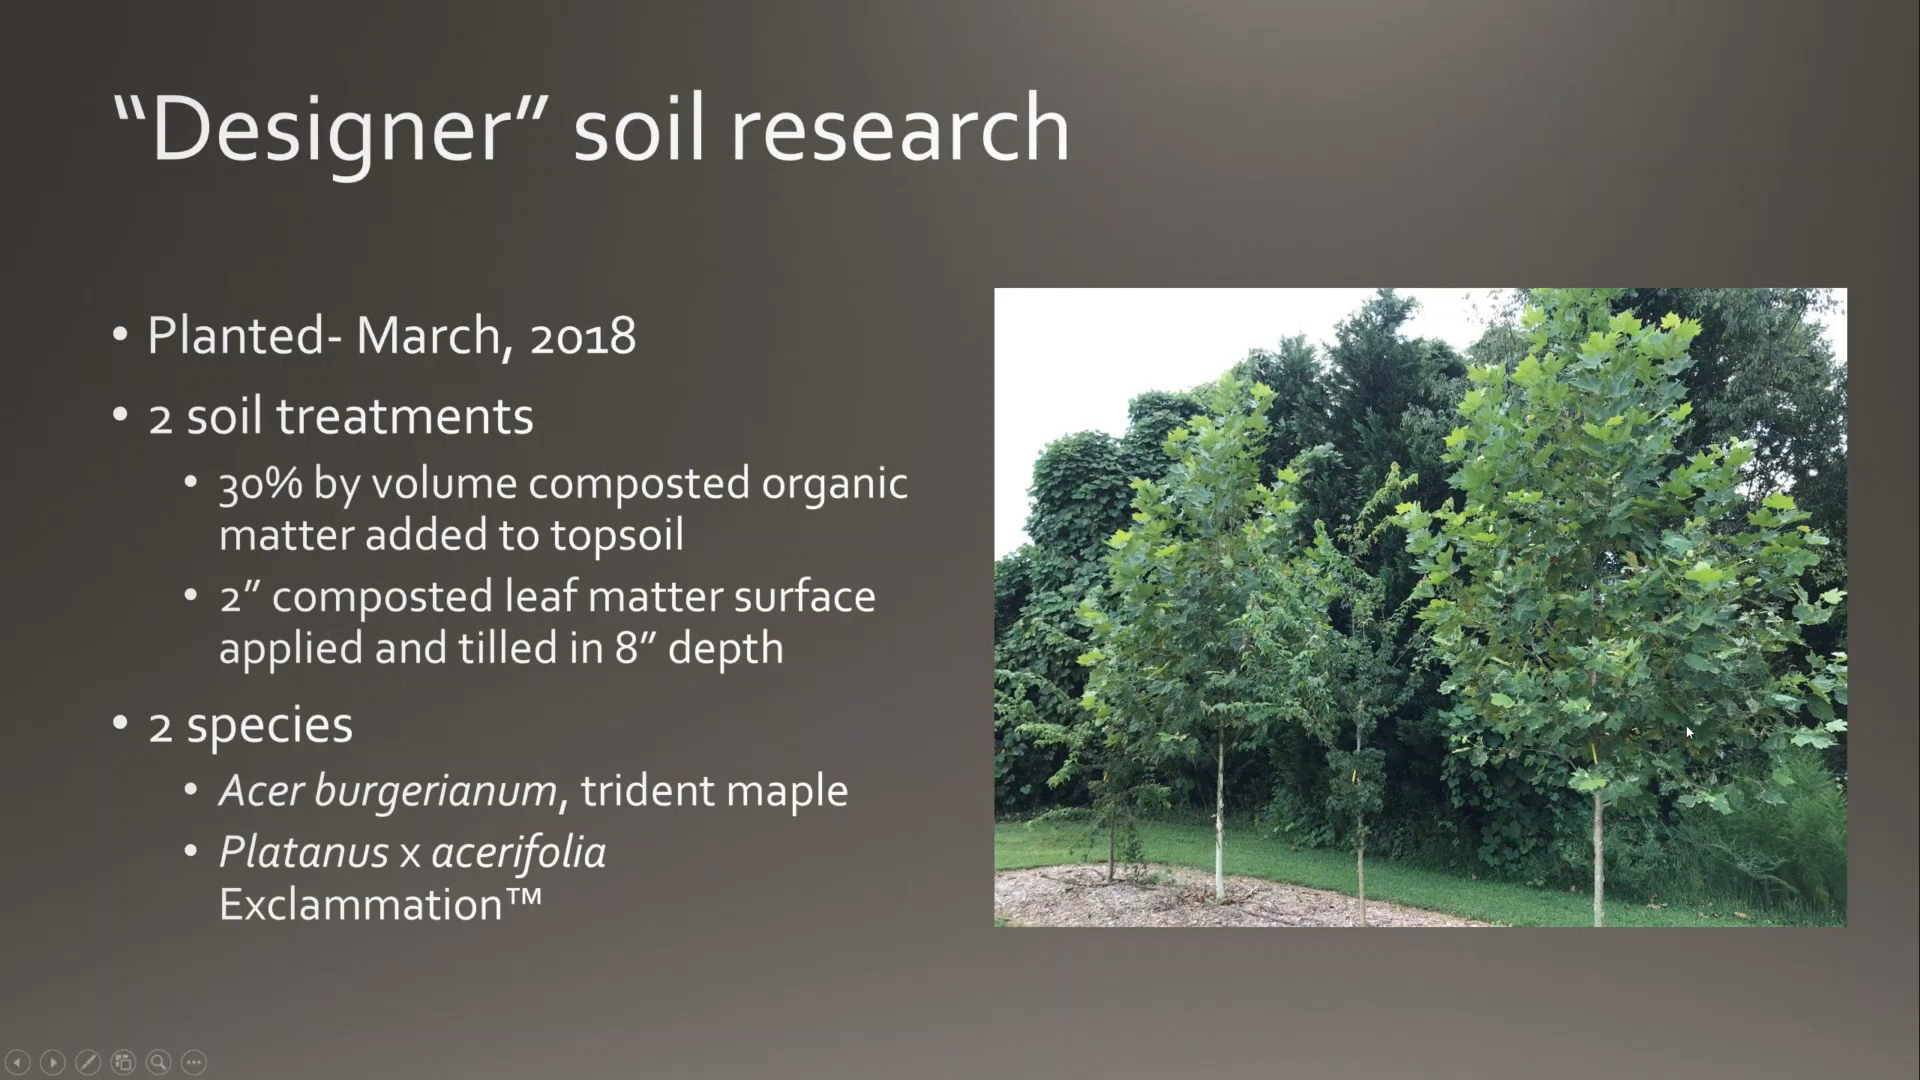 “Designer” soil research
• Planted- March, 2018
• 2 soil treatments
• 30% by volume composted organic
matter added to topsoil
• 2” composted leaf matter surface
applied and tilled in 8” depth
• 2 species
• Acer burgerianum, trident maple
• Platanus x acerifolia
Exclammation™